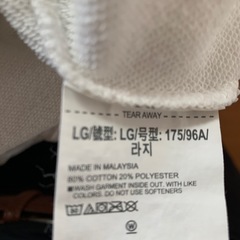 TEAR AWAY
LG/號型: LG/号型: 175/96A/
라지
MADE IN MALAYSIA
80% COTTON 20% POLYESTER
■WASH GARMENT INSIDE OUT. WITH LIKE
COLORS. DO NOT USE SOFTENERS